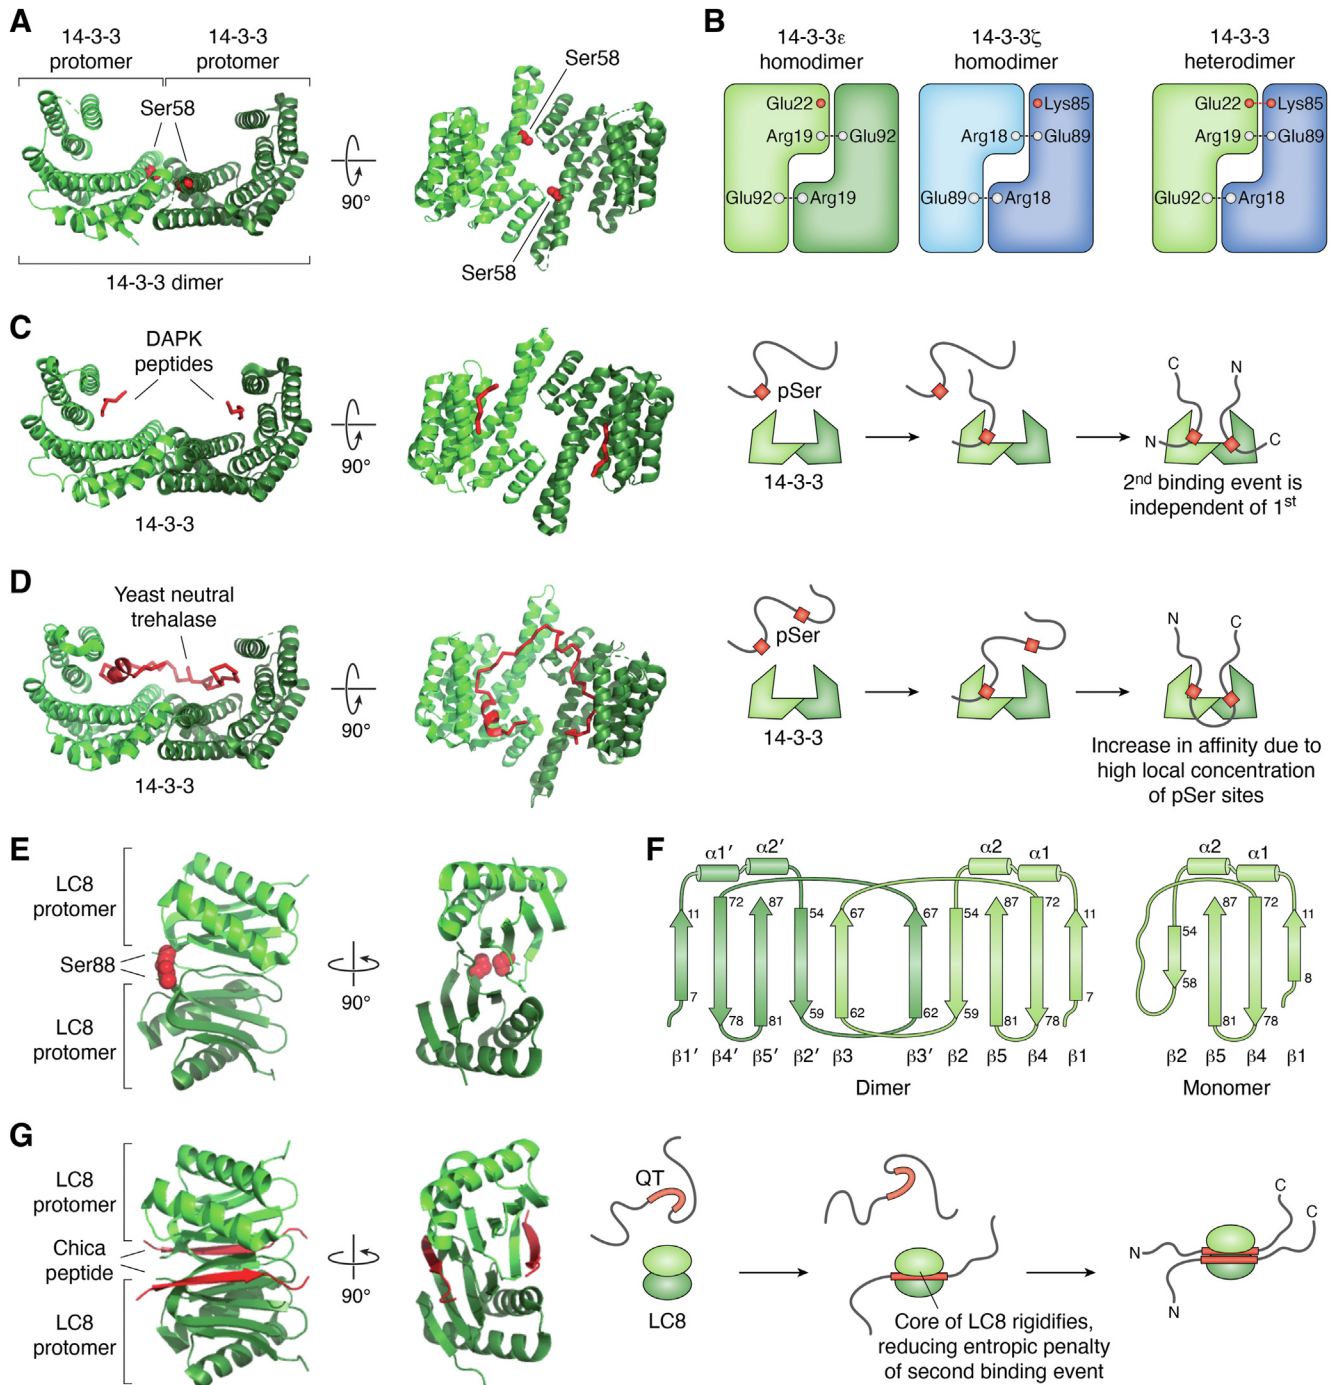 A
14-3-3
protomer
14-3-3
protomer
Ser58
14-3-3 dimer
90°
Ser58
Ser58
B
14-3-3ε
homodimer
14-3-3ζ
homodimer
14-3-3
heterodimer
Glu22
Arg19
Glu92
Glu92
Arg19
Lys85
Arg18
Glu89
Glu89
Arg18
Glu22
Lys85
Arg19
Glu89
Glu92
Arg18
C
DAPK
peptides
14-3-3
90°
pSer
14-3-3
C
N
N
C
2nd binding event is
independent of 1st
D
Yeast neutral
trehalase
14-3-3
90°
pSer
14-3-3
N
C
Increase in affinity due to
high local concentration
of pSer sites
E
LC8
protomer
Ser88
LC8
protomer
90°
F
α1′
α2′
α2
α1
11
72
87
54
67
67
54
87
72
11
7
78
81
59
62
62
59
81
78
7
β1′
β4′
β5′
β2′
β3
β3′
β2
β5
β4
β1
Dimer
α2
α1
54
87
72
11
58
81
78
8
β2
β5
β4
β1
Monomer
G
LC8
protomer
Chica
peptide
LC8
protomer
90°
QT
LC8
Core of LC8 rigidifies,
reducing entropic penalty
of second binding event
C
C
N
N